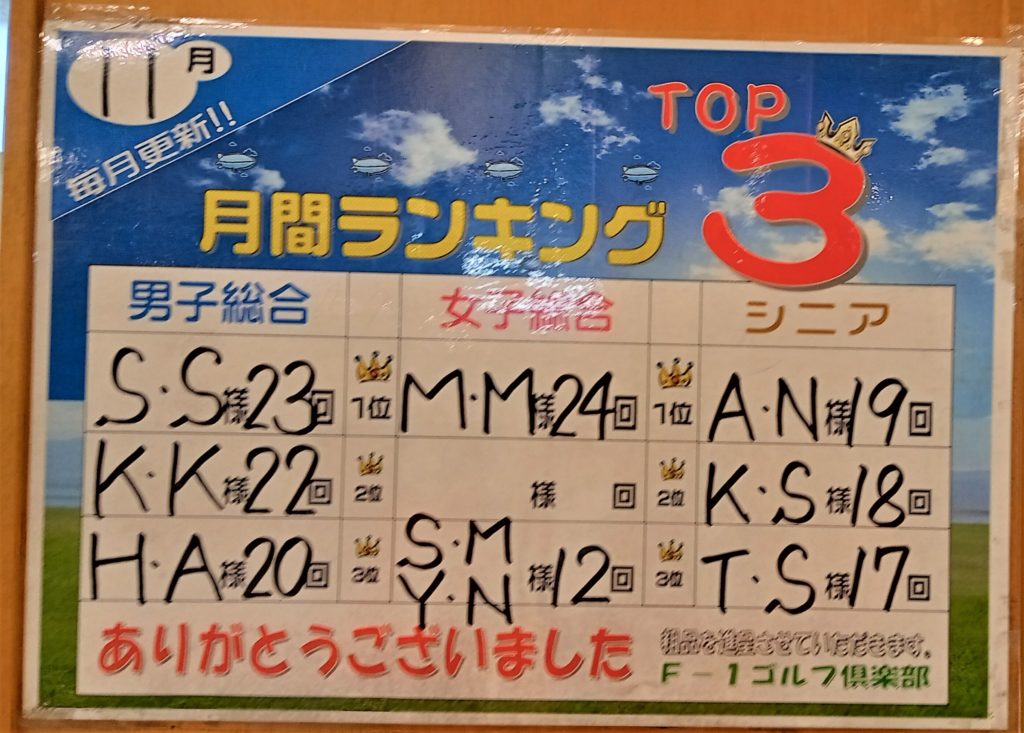 11月
毎月更新!!
TOP
3
月間ランキング
男子総合 女子総合 シニア
S・S様23回 1位 M・M様24回 1位 A・N様19回
K・K様22回 2位 様 回 2位 K・S様18回
H・A様20回 3位 S・M Y・N様12回 3位 T・S様17回
ありがとうございました
粗品を進呈させていただきます。
F-1ゴルフ倶楽部